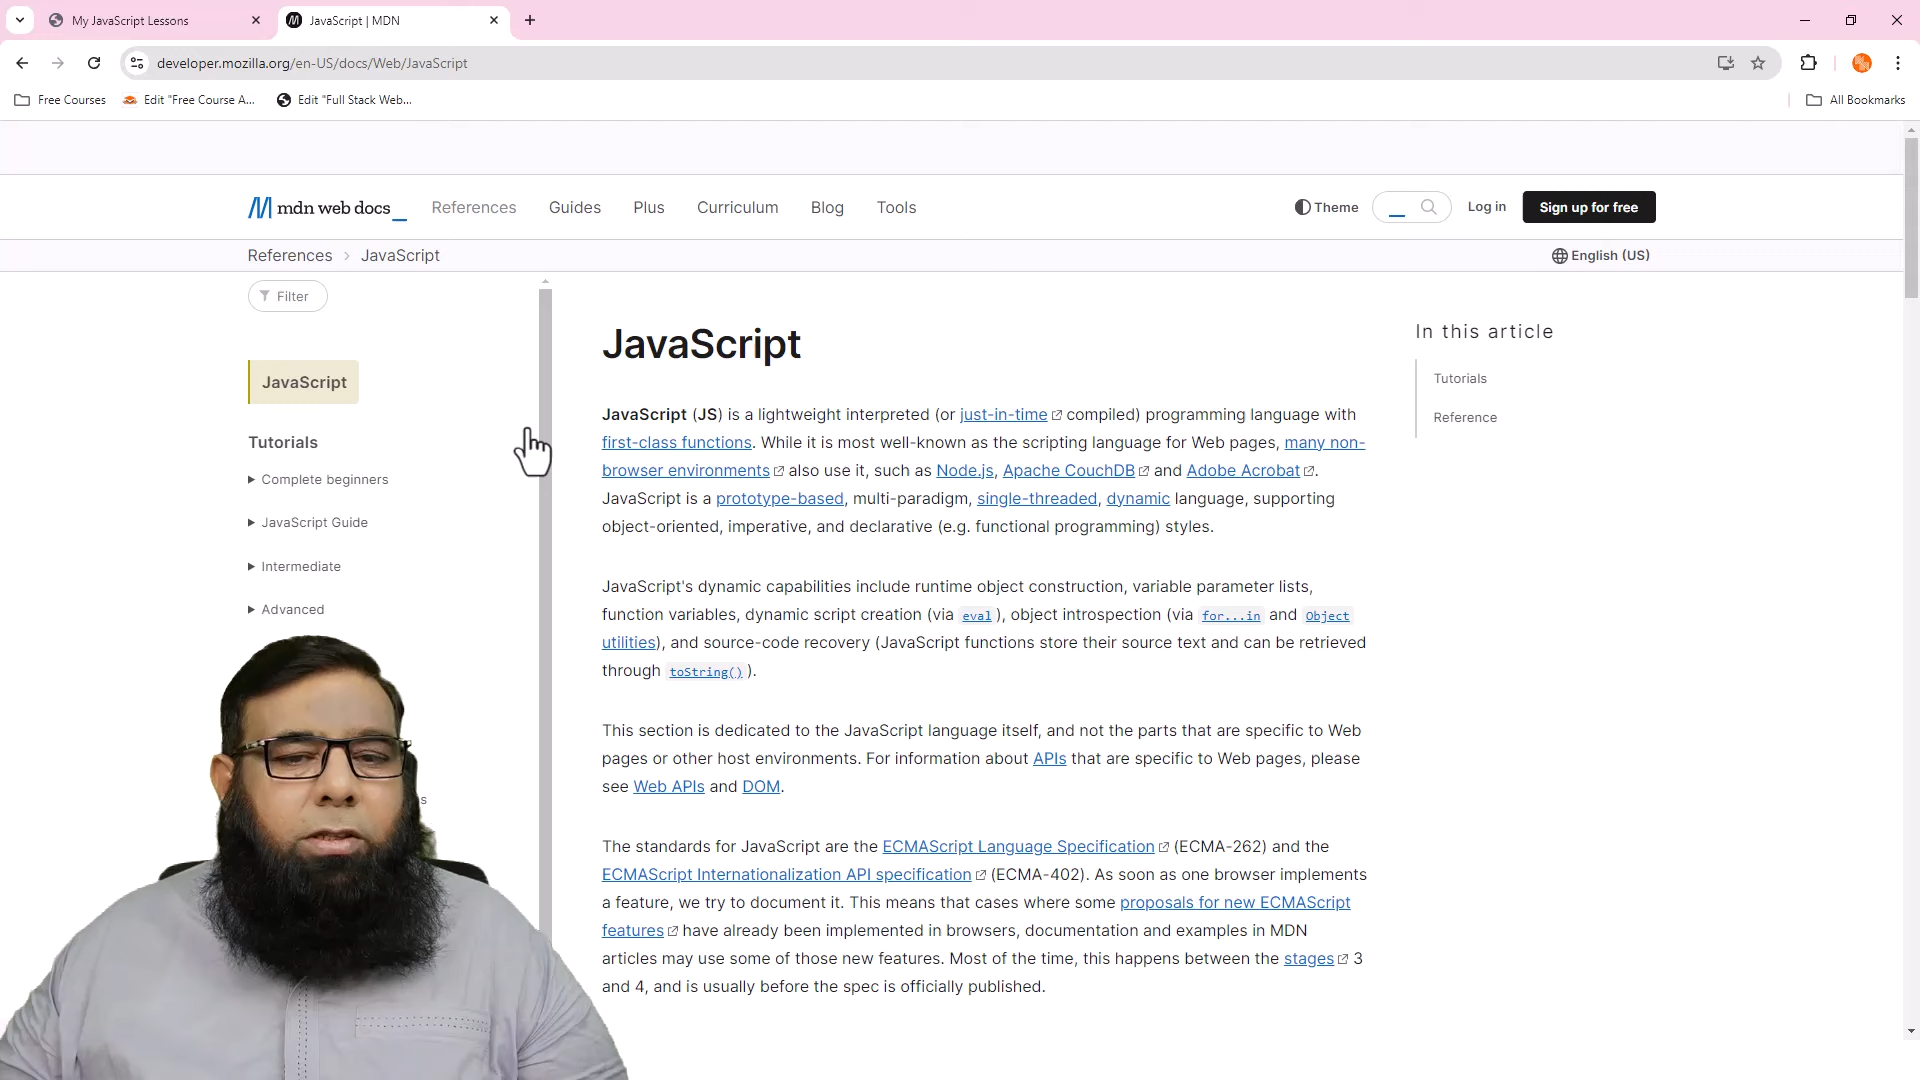 My JavaScript Lessons
JavaScript | MDN
developer.mozilla.org/en-US/docs/Web/JavaScript
Free Courses
Edit "Free Course A...
Edit "Full Stack Web...
All Bookmarks
mdn web docs_
References
Guides
Plus
Curriculum
Blog
Tools
Theme
Log in
Sign up for free
References > JavaScript
English (US)
Filter
JavaScript
Tutorials
Complete beginners
JavaScript Guide
Intermediate
Advanced
s
JavaScript
JavaScript (JS) is a lightweight interpreted (or just-in-time compiled) programming language with
first-class functions. While it is most well-known as the scripting language for Web pages, many non-
browser environments also use it, such as Node.js, Apache CouchDB and Adobe Acrobat.
JavaScript is a prototype-based, multi-paradigm, single-threaded, dynamic language, supporting
object-oriented, imperative, and declarative (e.g. functional programming) styles.
JavaScript's dynamic capabilities include runtime object construction, variable parameter lists,
function variables, dynamic script creation (via eval), object introspection (via for...in and Object
utilities), and source-code recovery (JavaScript functions store their source text and can be retrieved
through toString()).
This section is dedicated to the JavaScript language itself, and not the parts that are specific to Web
pages or other host environments. For information about APIs that are specific to Web pages, please
see Web APIs and DOM.
The standards for JavaScript are the ECMAScript Language Specification (ECMA-262) and the
ECMAScript Internationalization API specification (ECMA-402). As soon as one browser implements
a feature, we try to document it. This means that cases where some proposals for new ECMAScript
features have already been implemented in browsers, documentation and examples in MDN
articles may use some of those new features. Most of the time, this happens between the stages 3
and 4, and is usually before the spec is officially published.
In this article
Tutorials
Reference